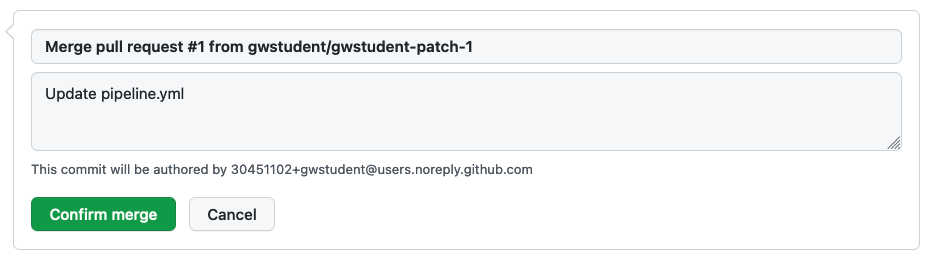 Merge pull request #1 from gwstudent/gwstudent-patch-1
Update pipeline.yml
This commit will be authored by 30451102+gwstudent@users.noreply.github.com
Confirm merge
Cancel